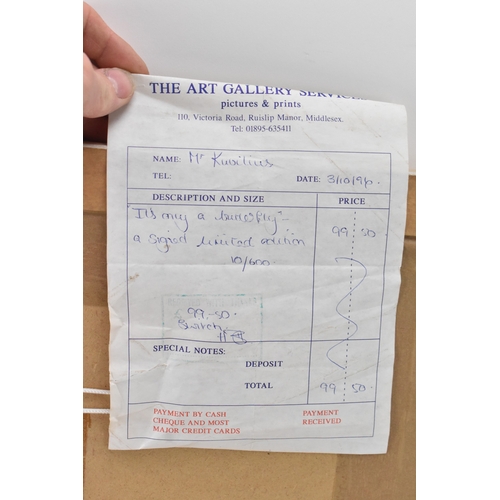 THE ART GALLERY SERVICES
pictures & prints
110, Victoria Road, Ruislip Manor, Middlesex.
Tel: 01895-635411
NAME: Mr Kuvilius
TEL: DATE: 3/10/96.
DESCRIPTION AND SIZE PRICE
"It's only a butterfly" - 99 50
a signed limited edition
10/600
99-50.
Switch
SPECIAL NOTES:
DEPOSIT
TOTAL 99 50.
PAYMENT BY CASH PAYMENT
CHEQUE AND MOST RECEIVED
MAJOR CREDIT CARDS